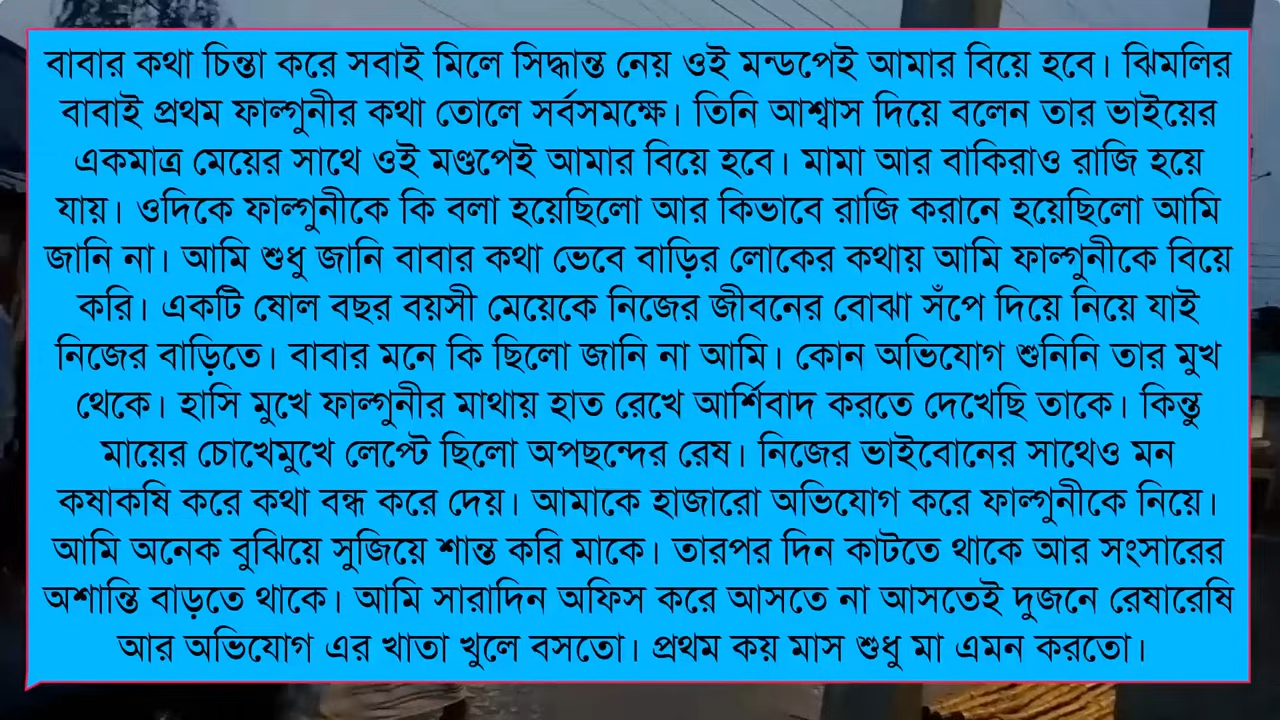 বাবার কথা চিন্তা করে সবাই মিলে সিদ্ধান্ত নেয় ওই মন্ডপেই আমার বিয়ে হবে। ঝিমলির
বাবাই প্রথম ফাল্গুনীর কথা তোলে সর্বসমক্ষে। তিনি আশ্বাস দিয়ে বলেন তার ভাইয়ের
একমাত্র মেয়ের সাথে ওই মণ্ডপেই আমার বিয়ে হবে। মামা আর বাকিরাও রাজি হয়ে
যায়। ওদিকে ফাল্গুনীকে কি বলা হয়েছিলো আর কিভাবে রাজি করানে হয়েছিলো আমি
জানি না। আমি শুধু জানি বাবার কথা ভেবে বাড়ির লোকের কথায় আমি ফাল্গুনীকে বিয়ে
করি। একটি ষোল বছর বয়সী মেয়েকে নিজের জীবনের বোঝা সঁপে দিয়ে নিয়ে যাই
নিজের বাড়িতে। বাবার মনে কি ছিলো জানি না আমি। কোন অভিযোগ শুনিনি তার মুখ
থেকে। হাসি মুখে ফাল্গুনীর মাথায় হাত রেখে আর্শিবাদ করতে দেখেছি তাকে। কিন্তু
মায়ের চোখেমুখে লেপ্টে ছিলো অপছন্দের রেষ। নিজের ভাইবোনের সাথেও মন
কষাকষি করে কথা বন্ধ করে দেয়। আমাকে হাজারো অভিযোগ করে ফাল্গুনীকে নিয়ে।
আমি অনেক বুঝিয়ে সুজিয়ে শান্ত করি মাকে। তারপর দিন কাটতে থাকে আর সংসারের
অশান্তি বাড়তে থাকে। আমি সারাদিন অফিস করে আসতে না আসতেই দুজনে রেষারেষি
আর অভিযোগ এর খাতা খুলে বসতো। প্রথম কয় মাস শুধু মা এমন করতো।